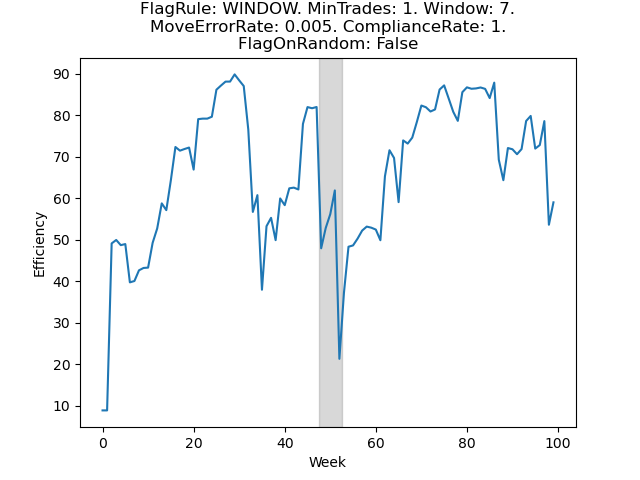 FlagRule: WINDOW. MinTrades: 1. Window: 7.
MoveErrorRate: 0.005. ComplianceRate: 1.
FlagOnRandom: False
90
80
70
60
50
40
30
20
10
Efficiency
0 20 40 60 80 100
Week